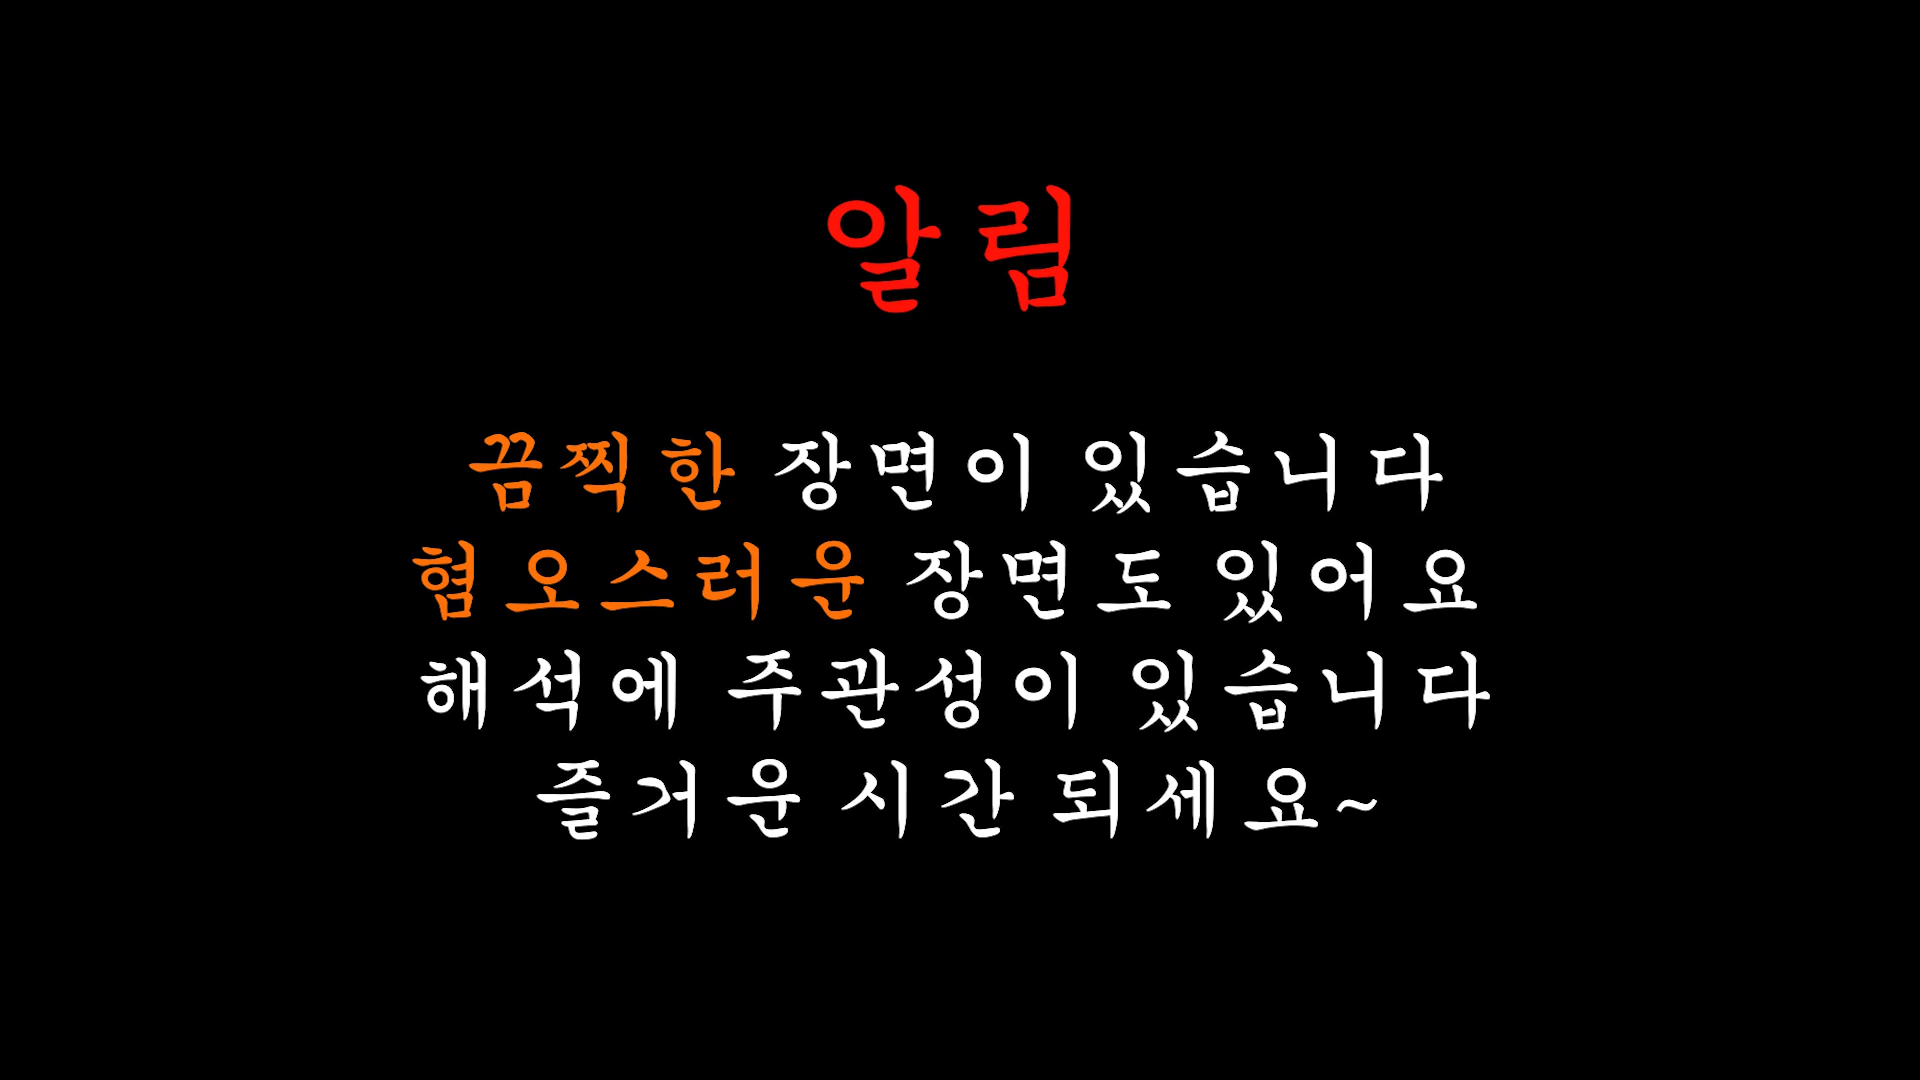 알림
끔찍한 장면이 있습니다
혐오스러운 장면도 있어요
해석에 주관성이 있습니다
즐거운 시간 되세요~